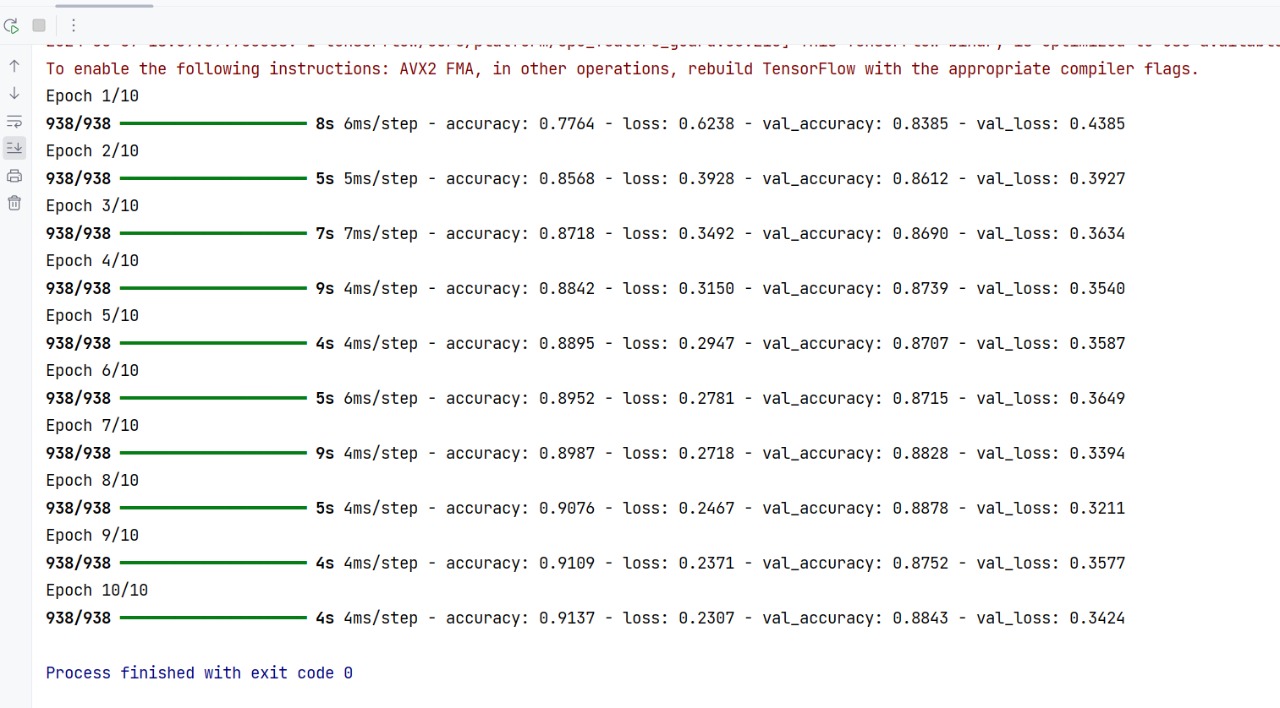 To enable the following instructions: AVX2 FMA, in other operations, rebuild TensorFlow with the appropriate compiler flags.
Epoch 1/10
938/938 8s 6ms/step - accuracy: 0.7764 - loss: 0.6238 - val_accuracy: 0.8385 - val_loss: 0.4385
Epoch 2/10
938/938 5s 5ms/step - accuracy: 0.8568 - loss: 0.3928 - val_accuracy: 0.8612 - val_loss: 0.3927
Epoch 3/10
938/938 7s 7ms/step - accuracy: 0.8718 - loss: 0.3492 - val_accuracy: 0.8690 - val_loss: 0.3634
Epoch 4/10
938/938 9s 4ms/step - accuracy: 0.8842 - loss: 0.3150 - val_accuracy: 0.8739 - val_loss: 0.3540
Epoch 5/10
938/938 4s 4ms/step - accuracy: 0.8895 - loss: 0.2947 - val_accuracy: 0.8707 - val_loss: 0.3587
Epoch 6/10
938/938 5s 6ms/step - accuracy: 0.8952 - loss: 0.2781 - val_accuracy: 0.8715 - val_loss: 0.3649
Epoch 7/10
938/938 9s 4ms/step - accuracy: 0.8987 - loss: 0.2718 - val_accuracy: 0.8828 - val_loss: 0.3394
Epoch 8/10
938/938 5s 4ms/step - accuracy: 0.9076 - loss: 0.2467 - val_accuracy: 0.8878 - val_loss: 0.3211
Epoch 9/10
938/938 4s 4ms/step - accuracy: 0.9109 - loss: 0.2371 - val_accuracy: 0.8752 - val_loss: 0.3577
Epoch 10/10
938/938 4s 4ms/step - accuracy: 0.9137 - loss: 0.2307 - val_accuracy: 0.8843 - val_loss: 0.3424
Process finished with exit code 0